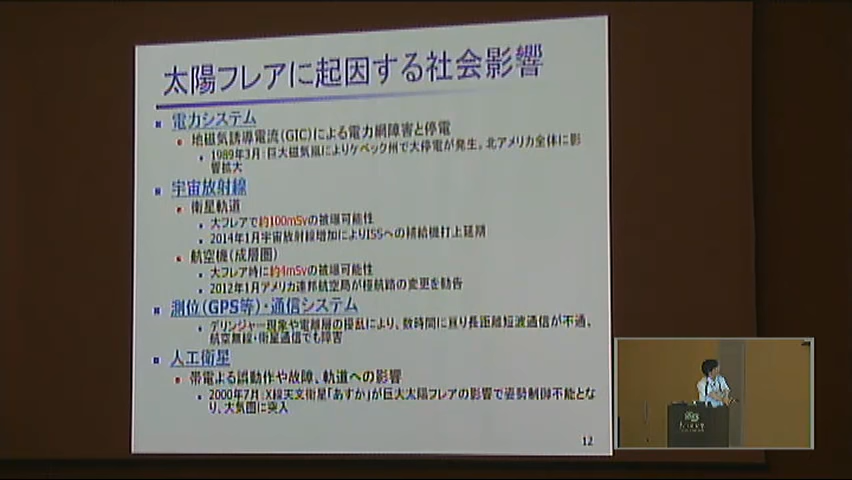 太陽フレアに起因する社会影響
電力システム
地磁気誘導電流(GIC)による電力網障害と停電
1989年3月:巨大磁気嵐によりケベック州で大停電が発生。北アメリカ全体に影
響拡大
宇宙放射線
衛星軌道
大フレアで約100mSvの被曝可能性
2014年1月宇宙放射線増加によりISSへの補給機打上延期
航空機(成層圏)
大フレア時に約4mSvの被曝可能性
2012年1月アメリカ連邦航空局が極航路の変更を勧告
測位(GPS等)・通信システム
デリンジャー現象や電離層の擾乱により、数時間に亘り長距離短波通信が不通、
航空無線・衛星通信でも障害
人工衛星
帯電よる誤動作や故障、軌道への影響
2000年7月:X線天文衛星「あすか」が巨大太陽フレアの影響で姿勢制御不能とな
り、大気圏に突入
12